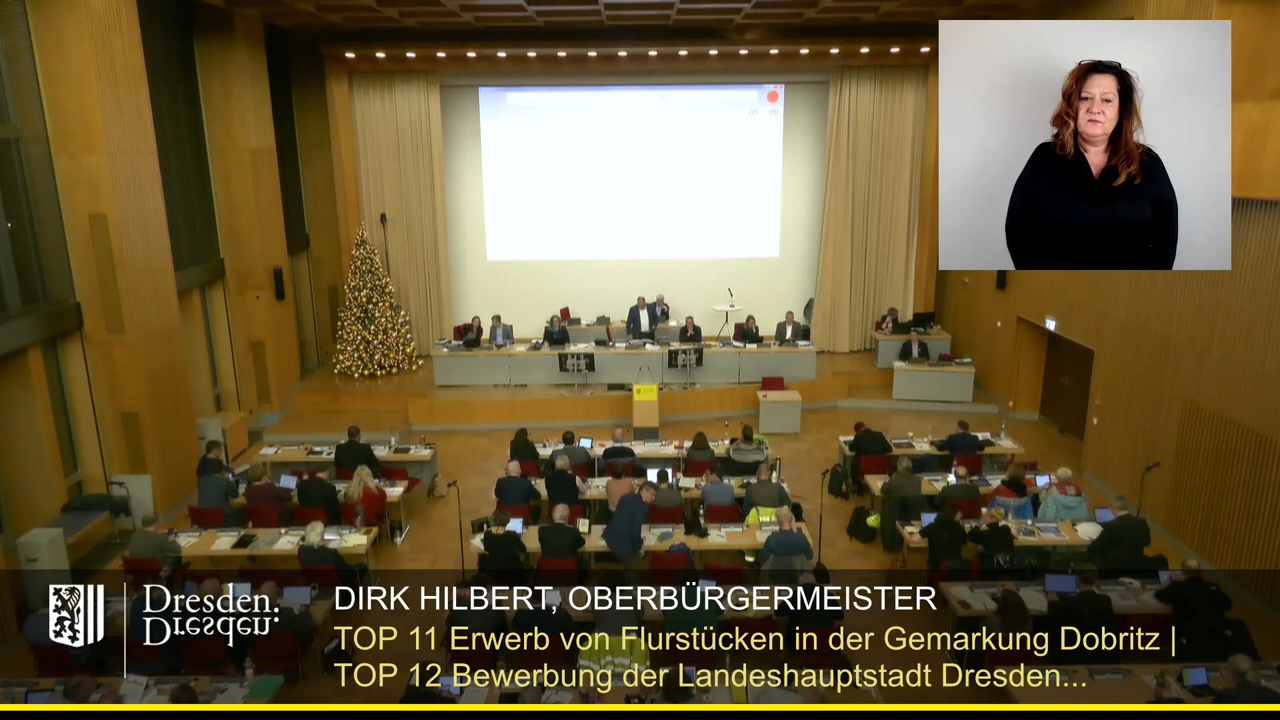 Dresden.
Dresden.
DIRK HILBERT, OBERBÜRGERMEISTER
TOP 11 Erwerb von Flurstücken in der Gemarkung Dobritz |
TOP 12 Bewerbung der Landeshauptstadt Dresden...